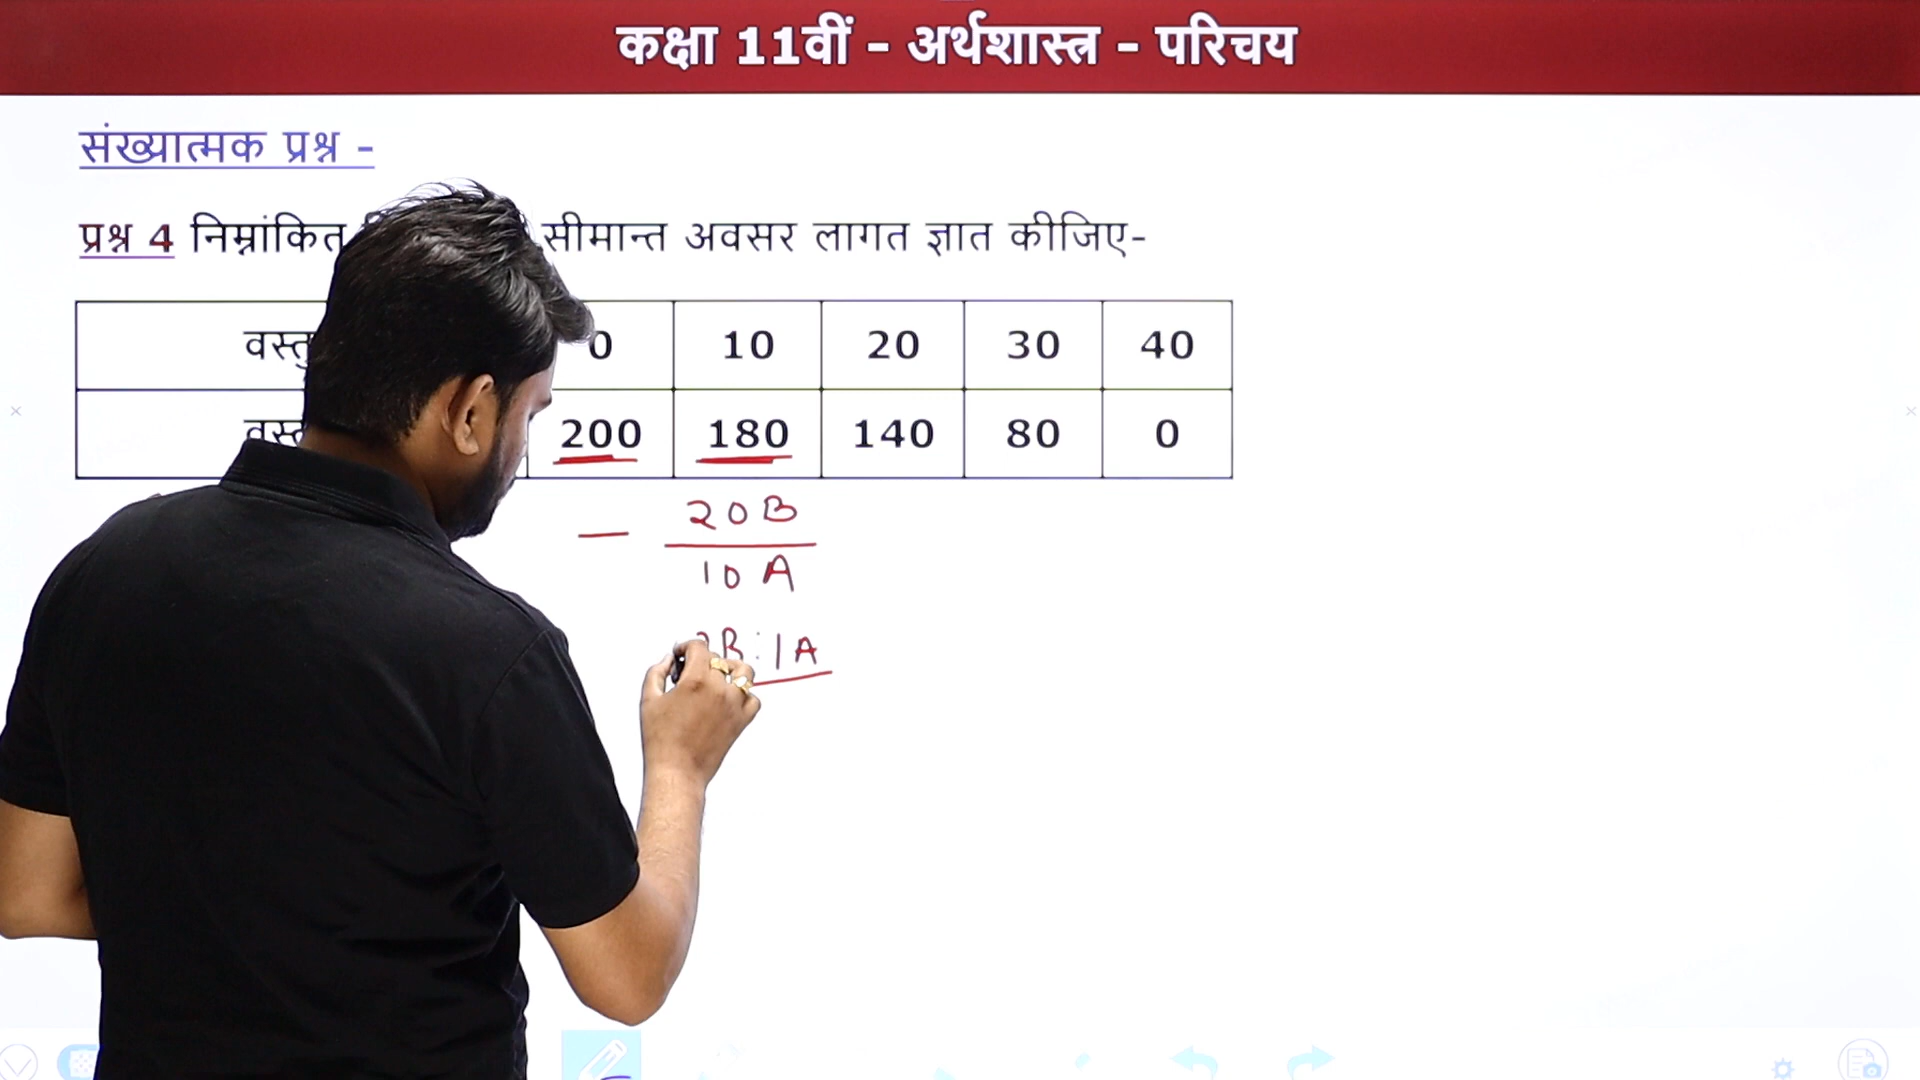 कक्षा 11वीं - अर्थशास्त्र - परिचय
संख्यात्मक प्रश्न -
प्रश्न 4 निम्नांकित सीमान्त अवसर लागत ज्ञात कीजिए-
0 10 20 30 40
200 180 140 80 0
— 20B
10 A
B : 1A